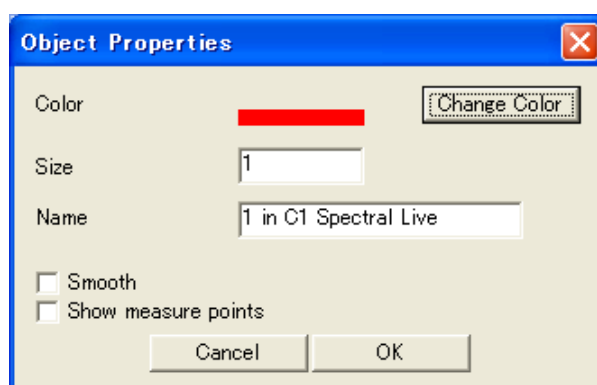 Object Properties
Color
Change Color
Size
1
Name
1 in C1 Spectral Live
Smooth
Show measure points
Cancel
OK